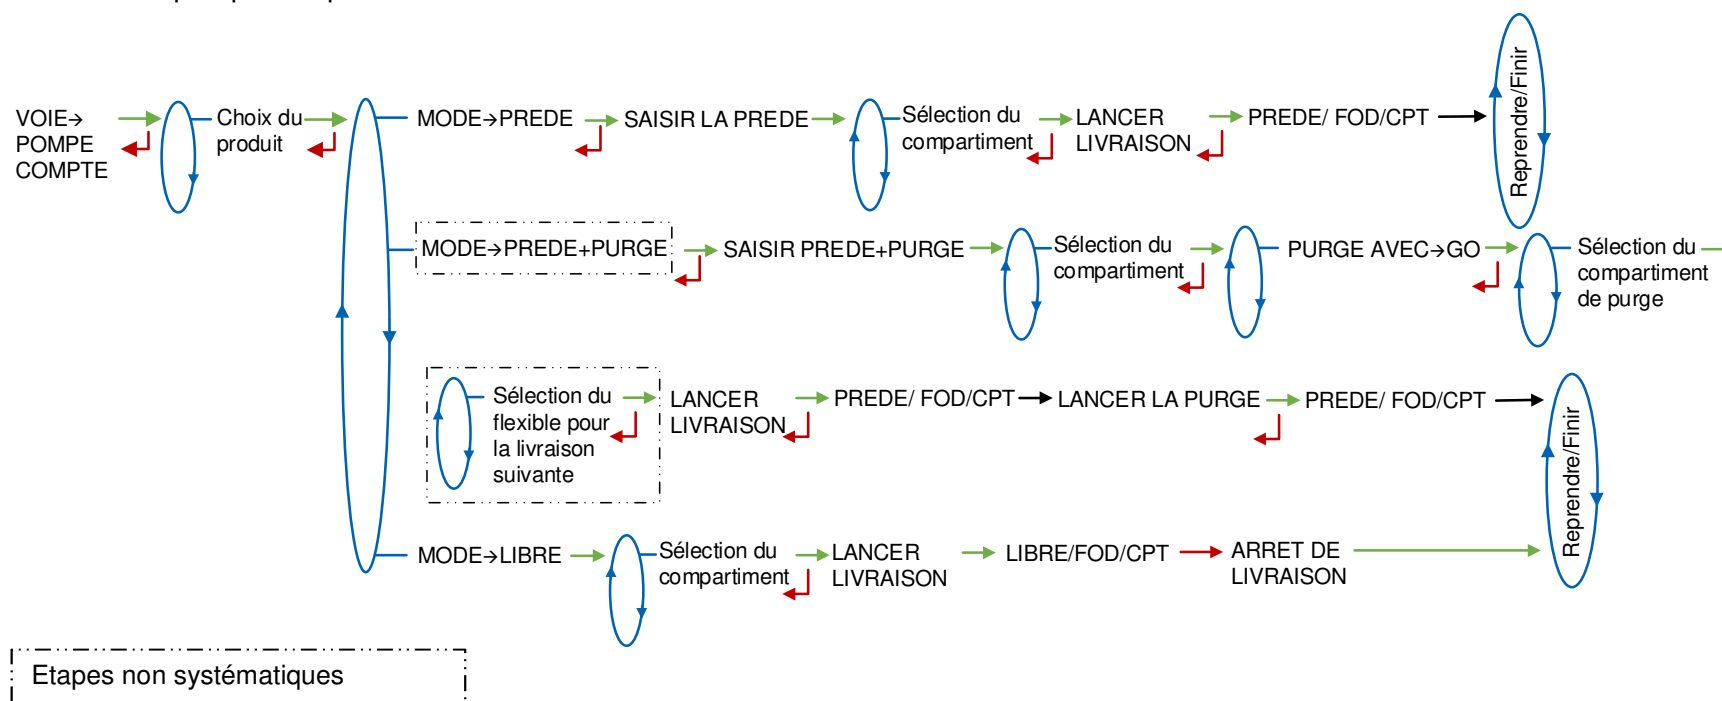 VOIE→
POMPE
COMPTE
Choix du
produit
MODE→PREDE
SAISIR LA PREDE
Sélection du
compartiment
LANCER
LIVRAISON
PREDE/ FOD/CPT
Reprendre/Finir
MODE→PREDE+PURGE
SAISIR PREDE+PURGE
Sélection du
compartiment
PURGE AVEC→GO
Sélection du
compartiment
de purge
Sélection du
flexible pour
la livraison
suivante
LANCER
LIVRAISON
PREDE/ FOD/CPT
LANCER LA PURGE
PREDE/ FOD/CPT
Reprendre/Finir
MODE→LIBRE
Sélection du
compartiment
LANCER
LIVRAISON
LIBRE/FOD/CPT
ARRET DE
LIVRAISON
Etapes non systématiques